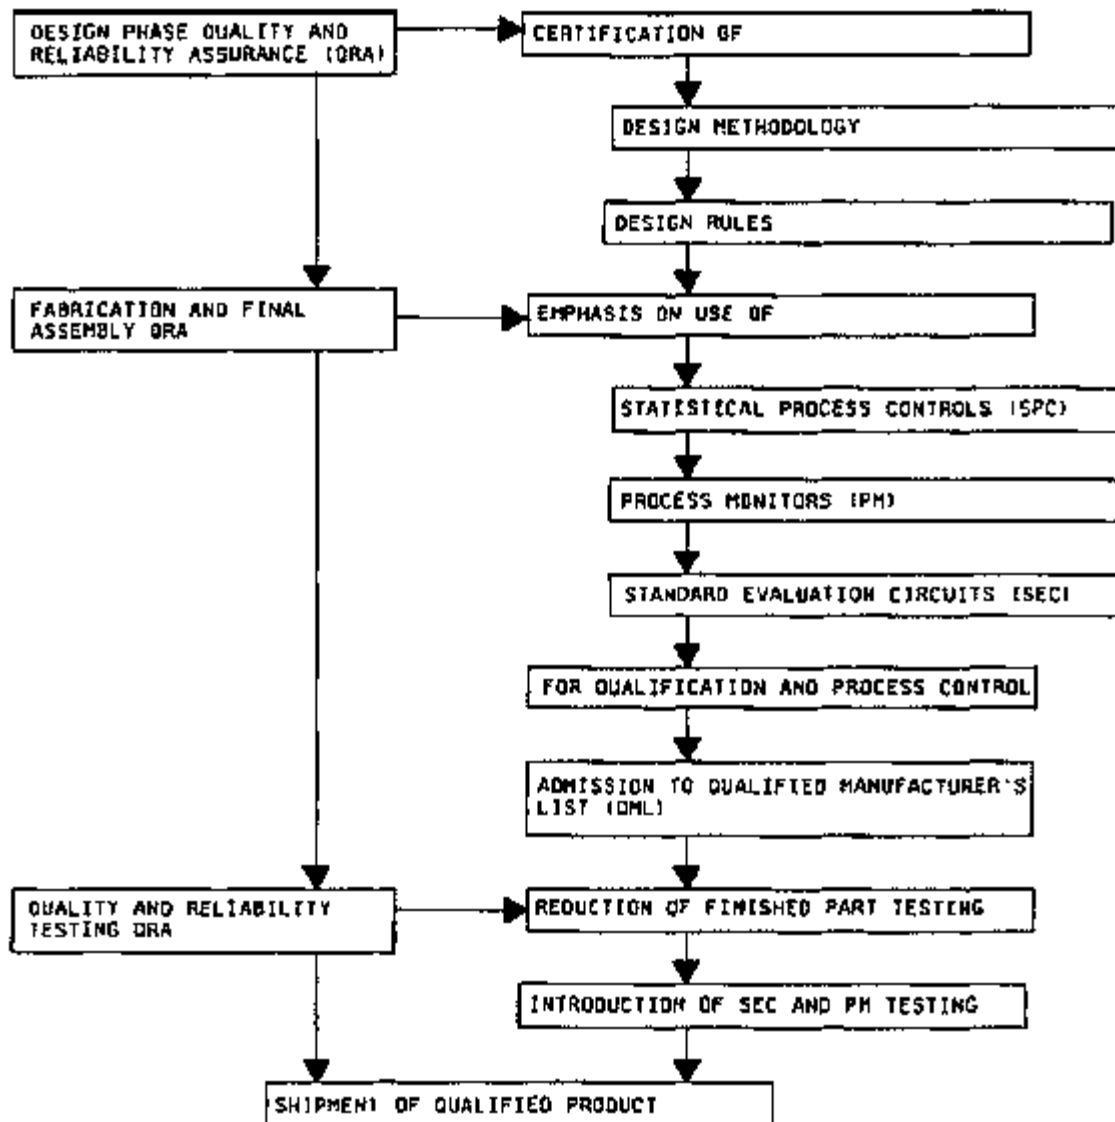 DESIGN PHASE QUALITY AND
RELIABILITY ASSURANCE (QRA)
CERTIFICATION OF
DESIGN METHODOLOGY
DESIGN RULES
FABRICATION AND FINAL
ASSEMBLY QRA
EMPHASIS ON USE OF
STATISTICAL PROCESS CONTROLS (SPC)
PROCESS MONITORS (PM)
STANDARD EVALUATION CIRCUITS (SEC)
FOR QUALIFICATION AND PROCESS CONTROL
ADMISSION TO QUALIFIED MANUFACTURER'S
LIST (QML)
QUALITY AND RELIABILITY
TESTING QRA
REDUCTION OF FINISHED PART TESTING
INTRODUCTION OF SEC AND PM TESTING
SHIPMENT OF QUALIFIED PRODUCT